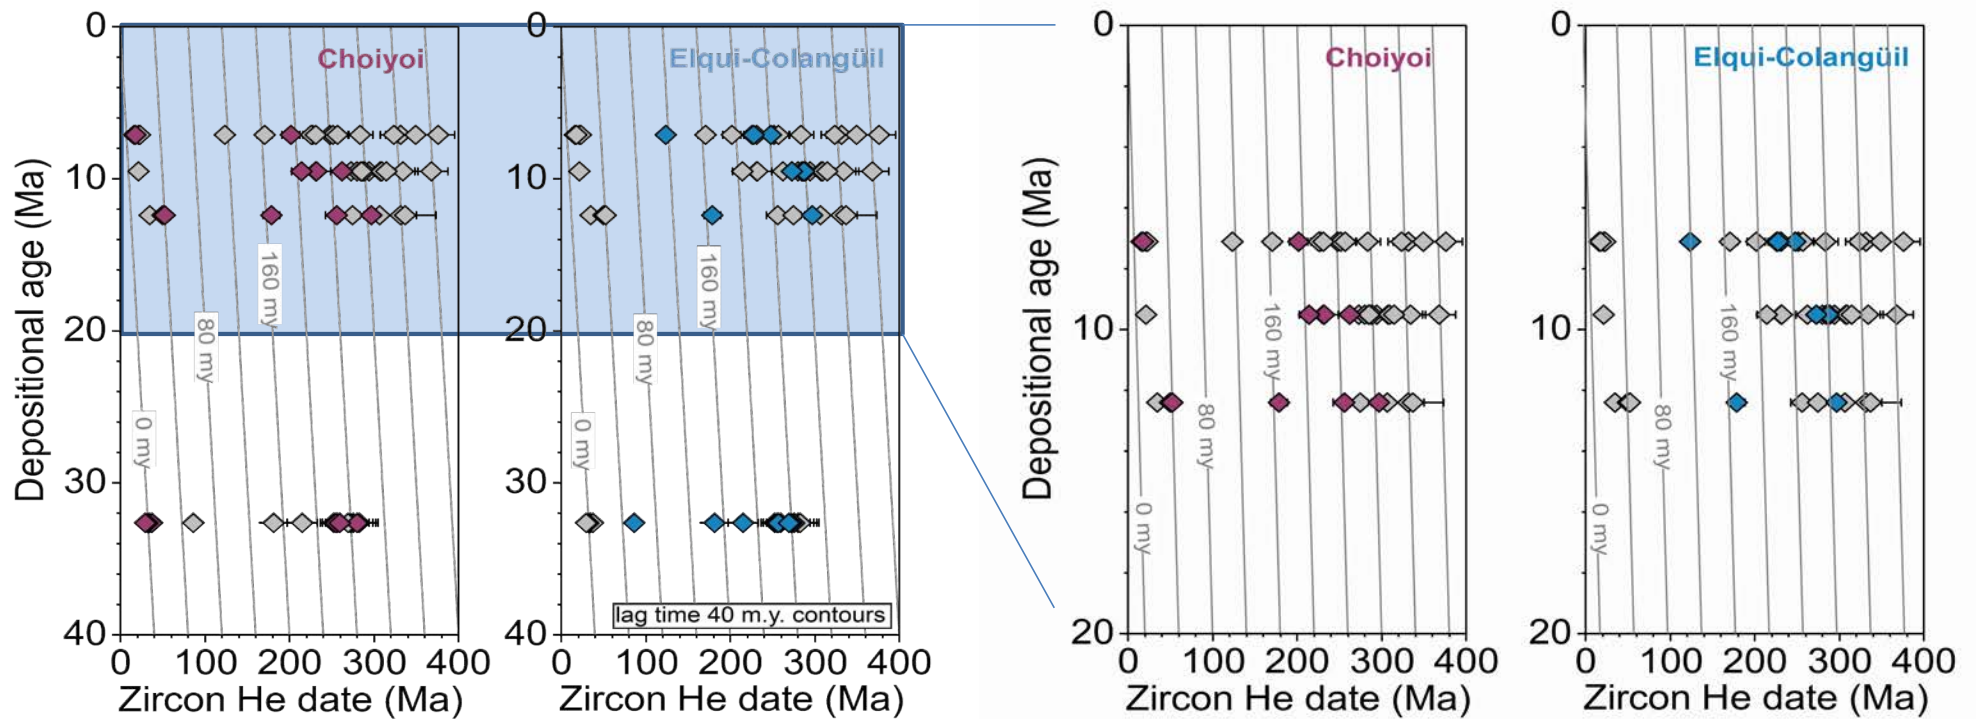 0
10
20
30
40
Depositional age (Ma)
Choiyoi
160 my
80 my
0 my
0 100 200 300 400
Zircon He date (Ma)
0
10
20
30
40
Elqui-Colangüil
160 my
80 my
0 my
lag time 40 m.y. contours
0 100 200 300 400
Zircon He date (Ma)
0
10
20
Depositional age (Ma)
Choiyoi
160 my
80 my
0 my
0 100 200 300 400
Zircon He date (Ma)
0
10
20
Elqui-Colangüil
160 my
80 my
0 my
0 100 200 300 400
Zircon He date (Ma)